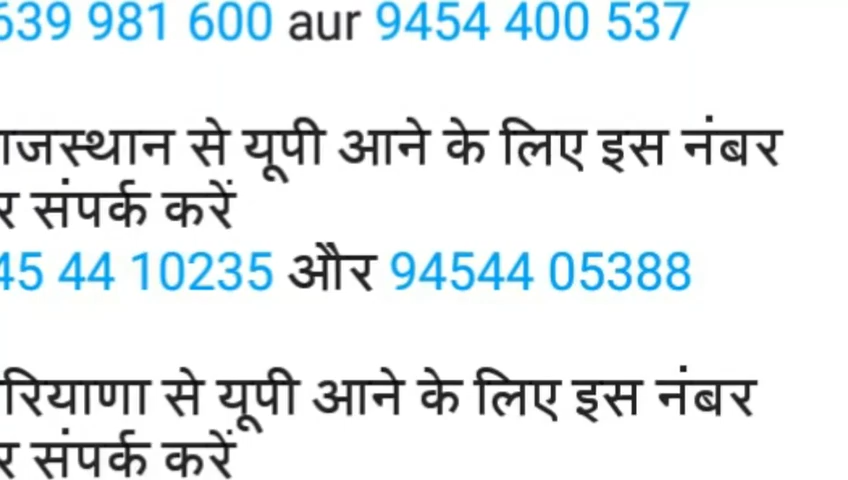 639 981 600 aur 9454 400 537
ाजस्थान से यूपी आने के लिए इस नंबर
र संपर्क करें
45 44 10235 और 94544 05388
रियाणा से यूपी आने के लिए इस नंबर
र संपर्क करें